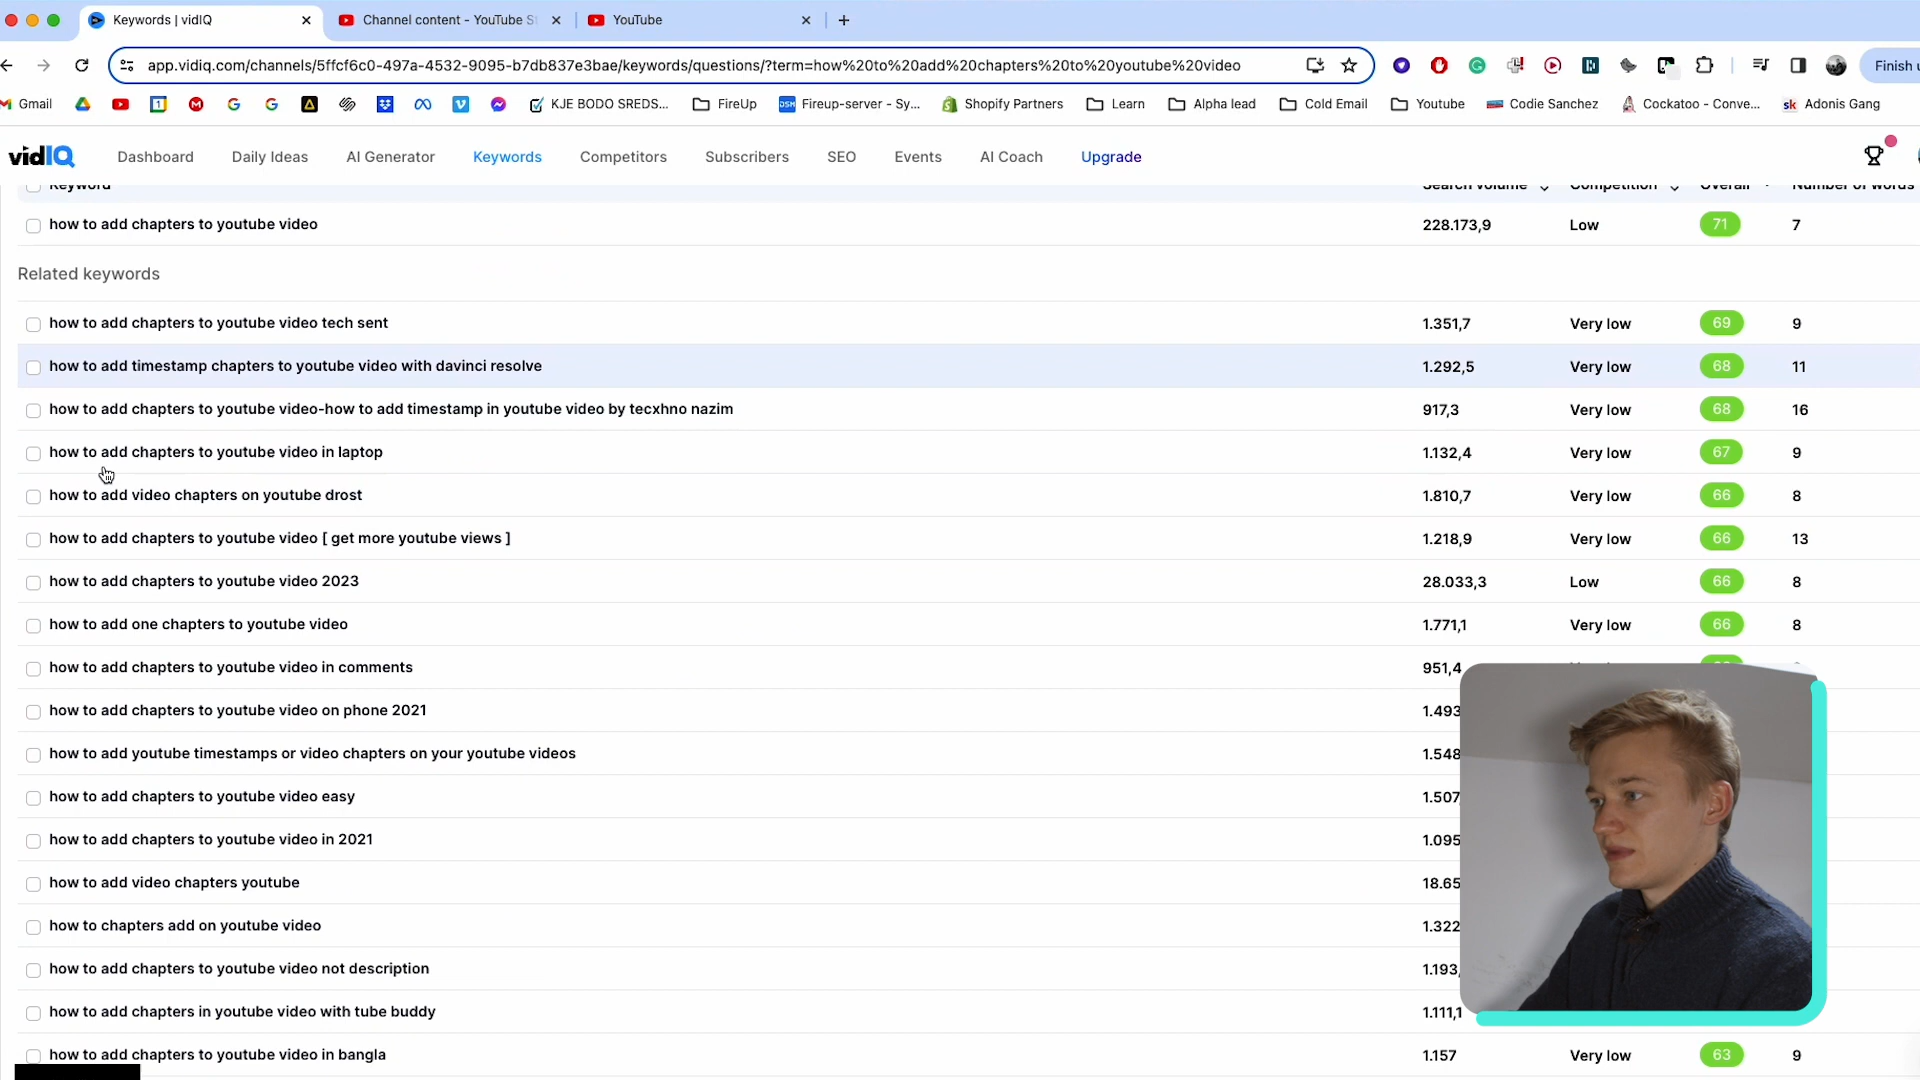 Keywords | vidIQ
Channel content - YouTube S
YouTube
app.vidiq.com/channels/5ffcf6c0-497a-4532-9095-b7db837e3bae/keywords/questions/?term=how%20to%20add%20chapters%20to%20youtube%20video
Finish u
Gmail
KJE BODO SREDS...
FireUp
Fireup-server - Sy...
Shopify Partners
Learn
Alpha lead
Cold Email
Youtube
Codie Sanchez
Cockatoo - Conve...
Adonis Gang
vidIQ
Dashboard
Daily Ideas
AI Generator
Keywords
Competitors
Subscribers
SEO
Events
AI Coach
Upgrade
Keyword Search volume Competition Overall Number of words
how to add chapters to youtube video 228.173,9 Low 71 7
Related keywords
how to add chapters to youtube video tech sent 1.351,7 Very low 69 9
how to add timestamp chapters to youtube video with davinci resolve 1.292,5 Very low 68 11
how to add chapters to youtube video-how to add timestamp in youtube video by tecxhno nazim 917,3 Very low 68 16
how to add chapters to youtube video in laptop 1.132,4 Very low 67 9
how to add video chapters on youtube drost 1.810,7 Very low 66 8
how to add chapters to youtube video [ get more youtube views ] 1.218,9 Very low 66 13
how to add chapters to youtube video 2023 28.033,3 Low 66 8
how to add one chapters to youtube video 1.771,1 Very low 66 8
how to add chapters to youtube video in comments 951,4
how to add chapters to youtube video on phone 2021 1.493
how to add youtube timestamps or video chapters on your youtube videos 1.548
how to add chapters to youtube video easy 1.507
how to add chapters to youtube video in 2021 1.095
how to add video chapters youtube 18.65
how to chapters add on youtube video 1.322
how to add chapters to youtube video not description 1.193,
how to add chapters in youtube video with tube buddy 1.111,1
how to add chapters to youtube video in bangla 1.157 Very low 63 9